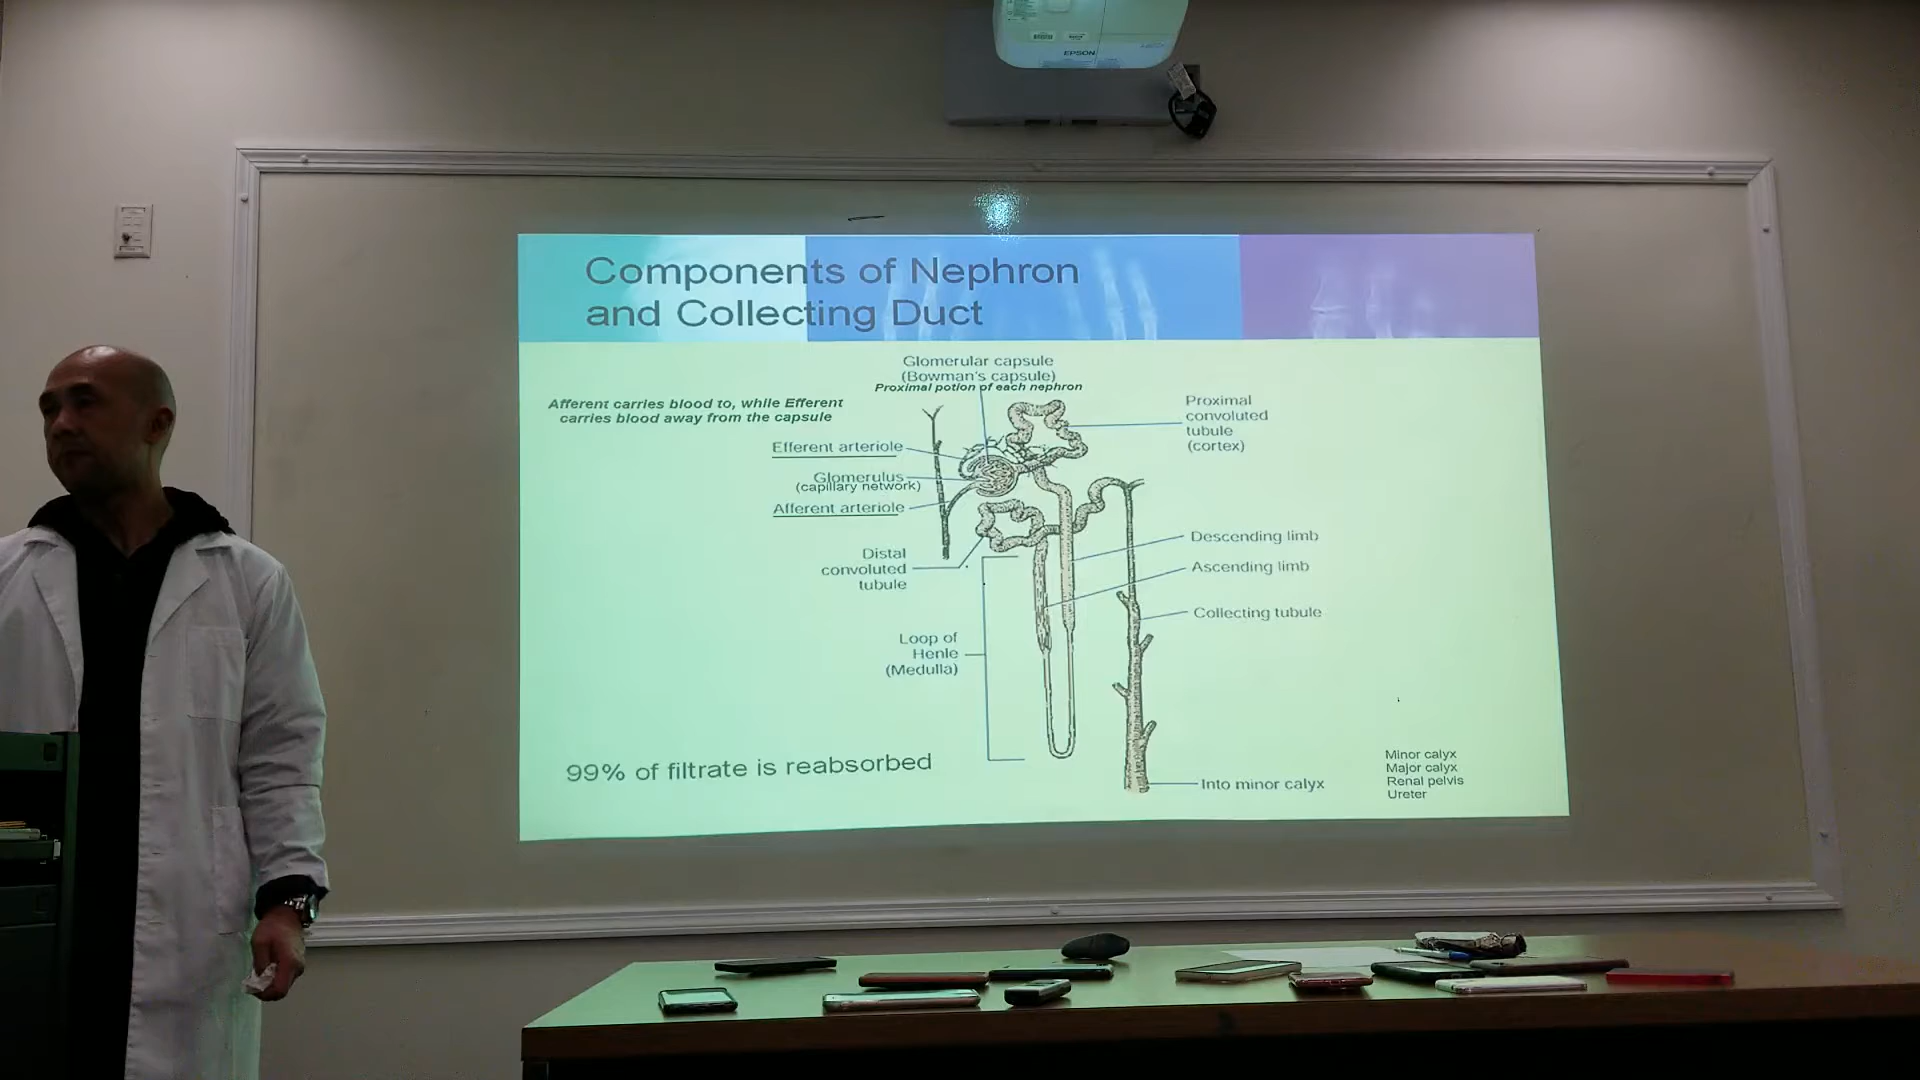 EPSON
Components of Nephron
and Collecting Duct
Glomerular capsule
(Bowman's capsule)
Proximal potion of each nephron
Afferent carries blood to, while Efferent
carries blood away from the capsule
Proximal
convoluted
tubule
(cortex)
Efferent arteriole
Glomerulus
(capillary network)
Afferent arteriole
Distal
convoluted
tubule
Descending limb
Ascending limb
Collecting tubule
Loop of
Henle
(Medulla)
99% of filtrate is reabsorbed
Into minor calyx
Minor calyx
Major calyx
Renal pelvis
Ureter